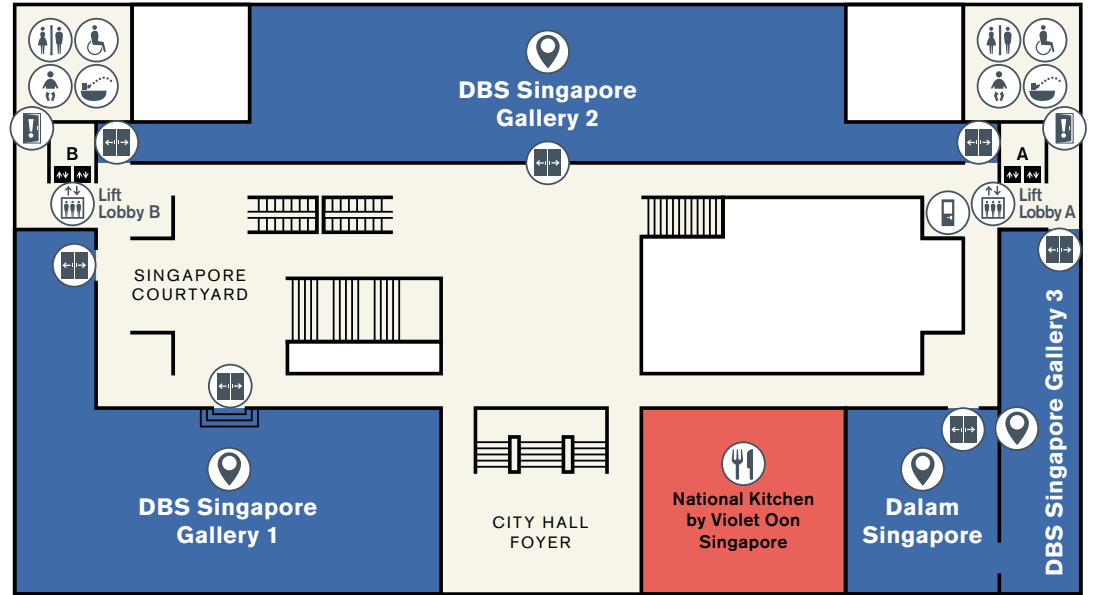 DBS Singapore
Gallery 2
B
A
Lift
Lobby B
Lift
Lobby A
SINGAPORE
COURTYARD
DBS Singapore Gallery 3
DBS Singapore
Gallery 1
CITY HALL
FOYER
National Kitchen
by Violet Oon
Singapore
Dalam
Singapore